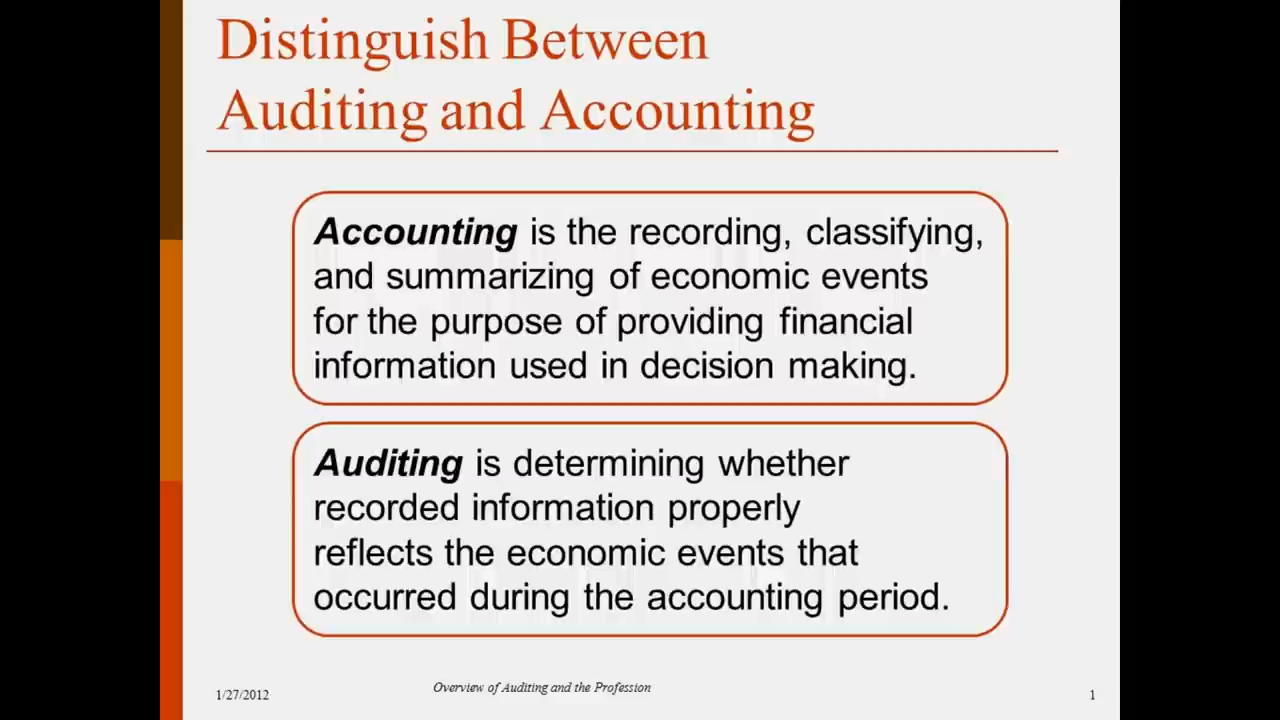 Distinguish Between
Auditing and Accounting
Accounting is the recording, classifying,
and summarizing of economic events
for the purpose of providing financial
information used in decision making.
Auditing is determining whether
recorded information properly
reflects the economic events that
occurred during the accounting period.
1/27/2012
Overview of Auditing and the Profession
1